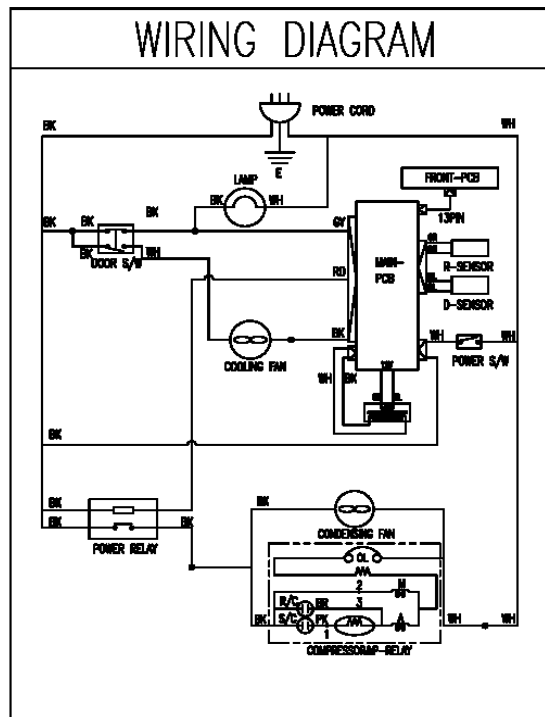 WIRING DIAGRAM
POWER CORD
BK
WH
E
LAMP
BK
WH
FRONT-PCB
13PIN
BK
BK
BK
GY
BK
WH
DOOR S/W
MAIN-
PCB
R-SENSOR
D-SENSOR
RD
BK
COOLING FAN
WH
BK
WH
WH
POWER S/W
BK
BK
BK
BK
POWER RELAY
BK
CONDENSING FAN
OL
2
M
R/C
BR
3
S/C
PK
1
A
BK
WH
WH
COMPRESSOR&P-RELAY